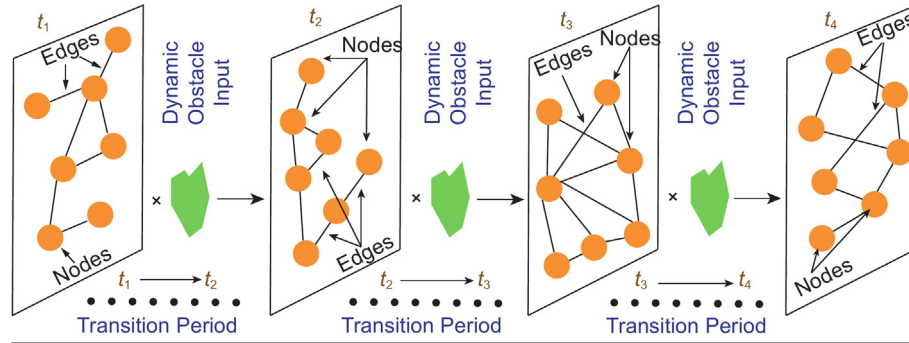 t1
Edges
Nodes
Dynamic
Obstacle
Input
×
t1 t2
Transition Period
t2
Nodes
Edges
Dynamic
Obstacle
Input
×
t2 t3
Transition Period
t3
Edges
Nodes
Dynamic
Obstacle
Input
×
t3 t4
Transition Period
t4
Edges
Nodes